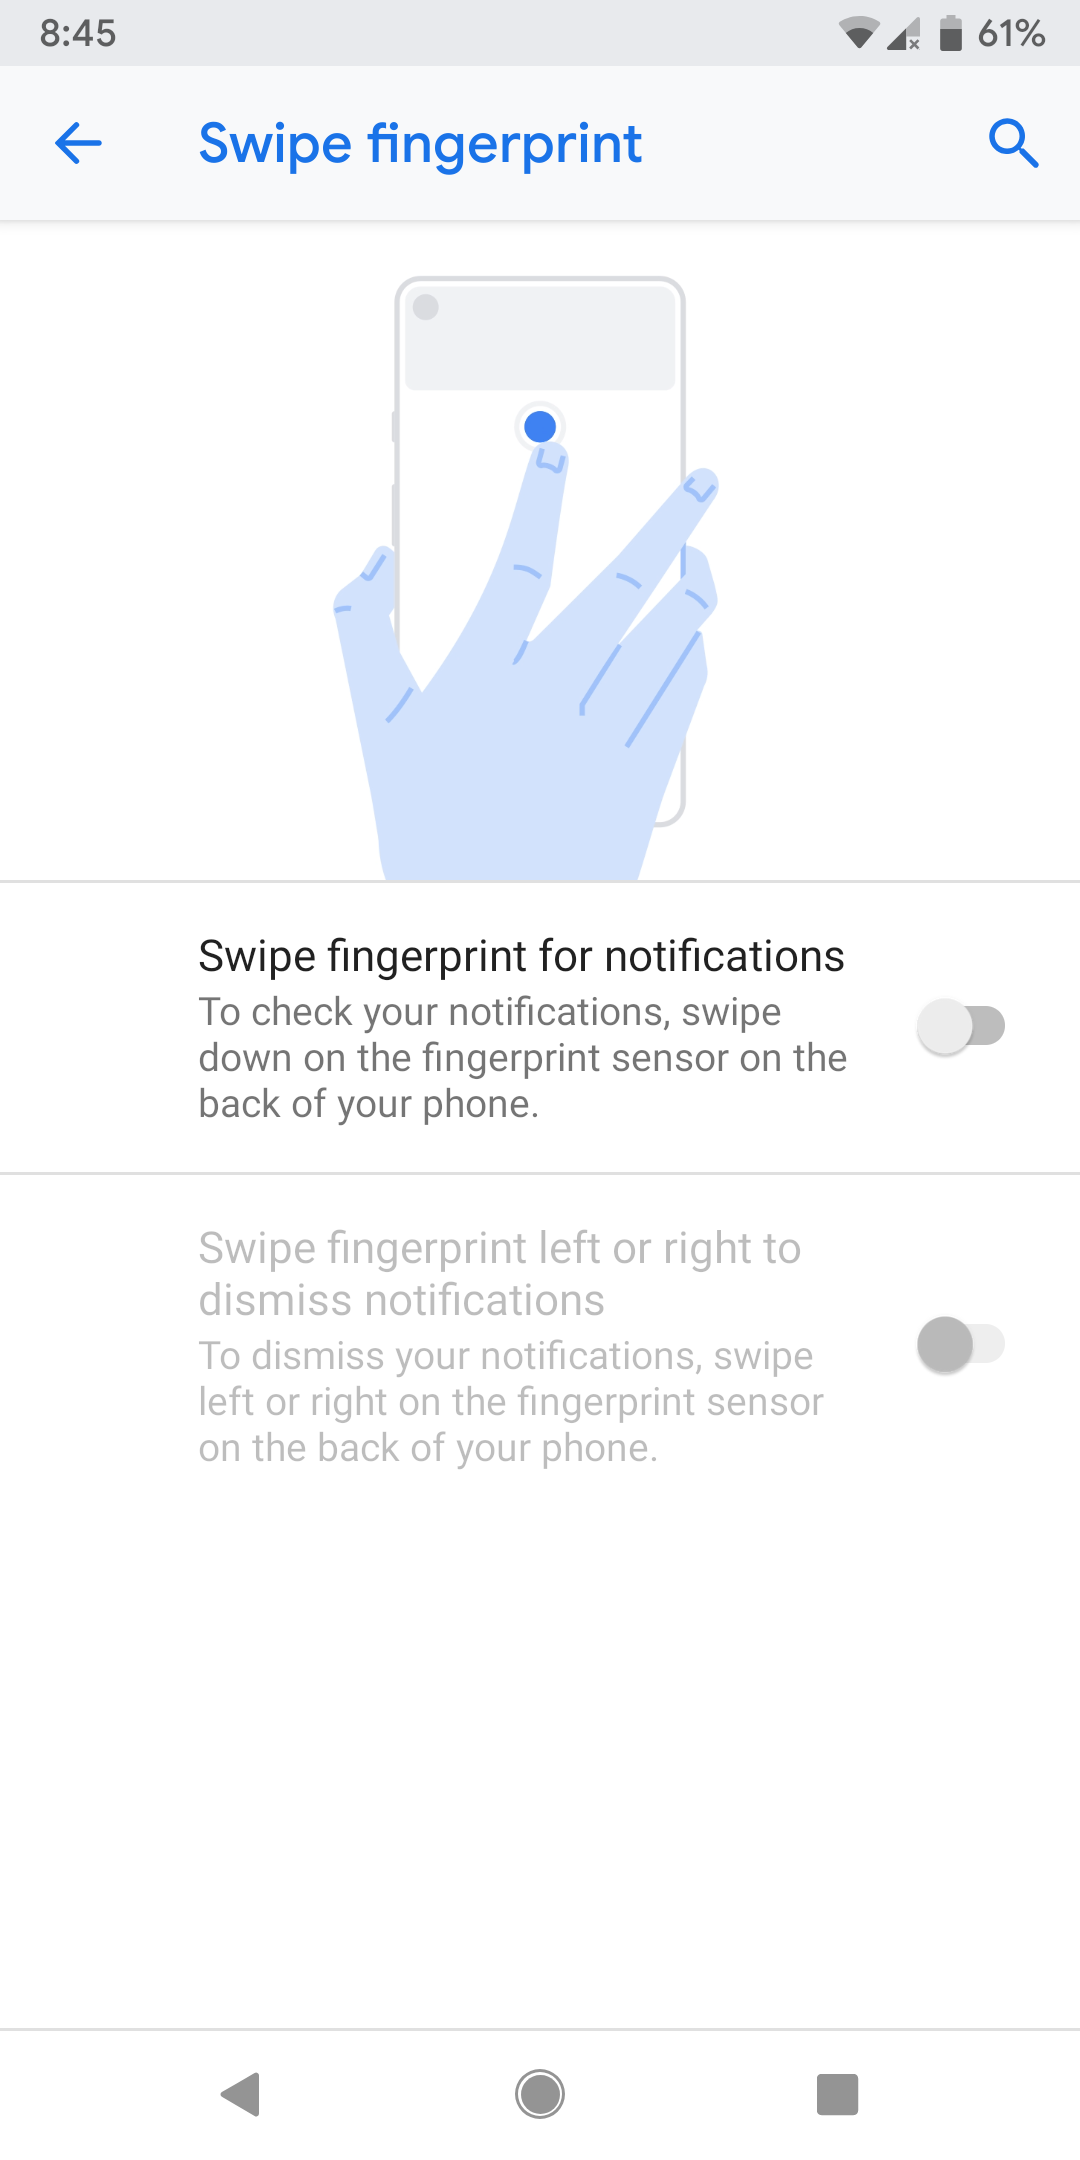 8:45
61%
Swipe fingerprint
Swipe fingerprint for notifications
To check your notifications, swipe
down on the fingerprint sensor on the
back of your phone.
Swipe fingerprint left or right to
dismiss notifications
To dismiss your notifications, swipe
left or right on the fingerprint sensor
on the back of your phone.